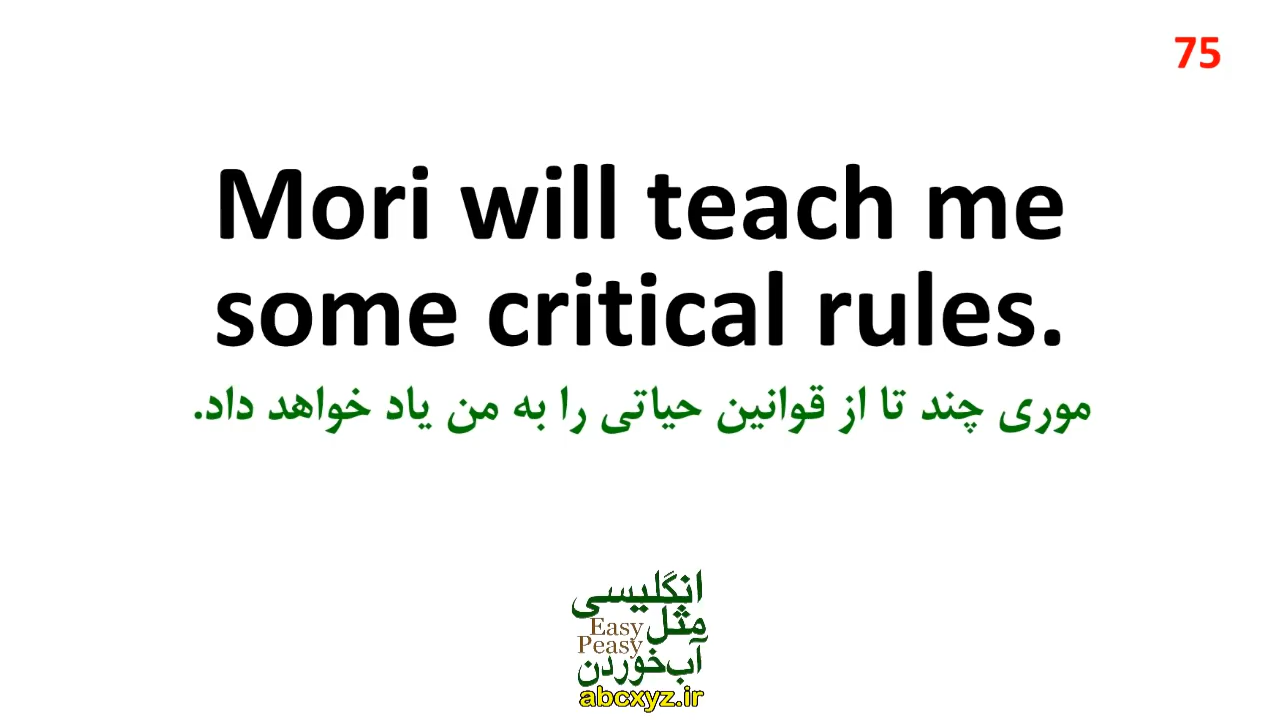 75
Mori will teach me
some critical rules.
موری چند تا از قوانین حیاتی را به من یاد خواهد داد.
انگلیسی
مثل
Easy
Peasy
آب‌خوردن
abcxyz.ir